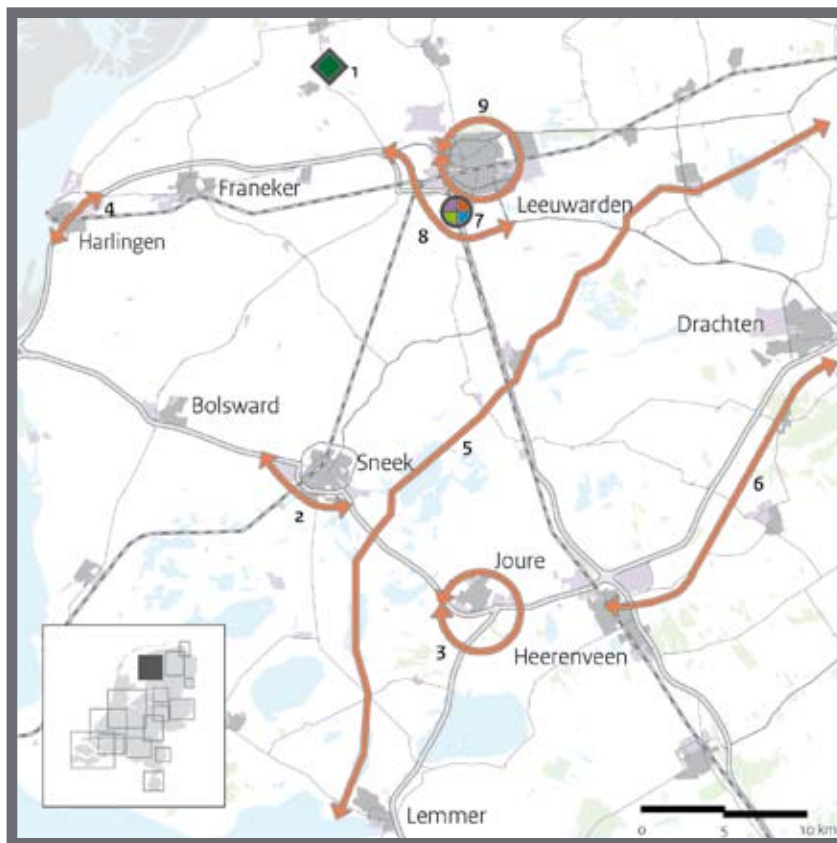 1
9
Franeker
Leeuwarden
4
7
Harlingen
8
Drachten
Bolsward
5
Sneek
6
2
Joure
3
Heerenveen
Lemmer
0 5 10 km